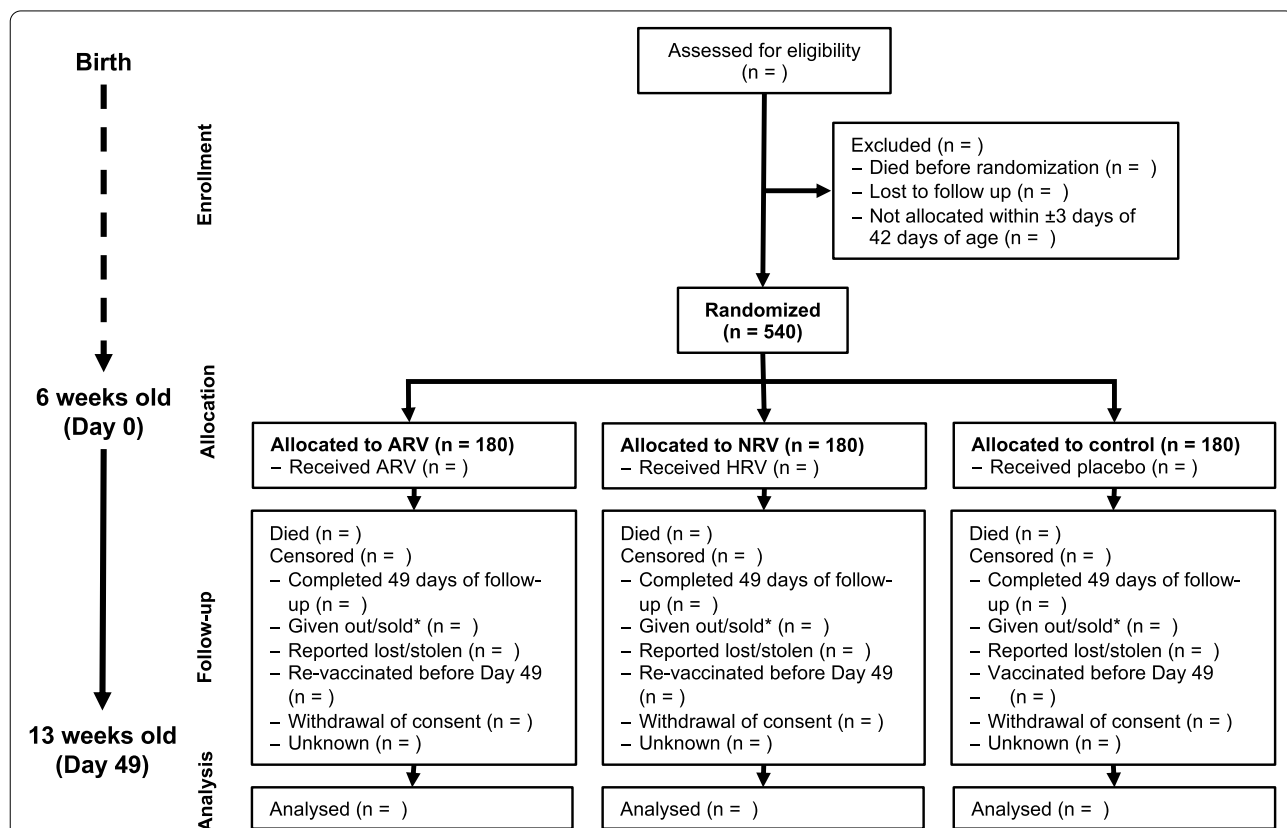 Birth
6 weeks old
(Day 0)
13 weeks old
(Day 49)
Enrollment
Allocation
Follow-up
Analysis
Assessed for eligibility
(n = )
Excluded (n = )
– Died before randomization (n = )
– Lost to follow up (n = )
– Not allocated within ±3 days of
42 days of age (n = )
Randomized
(n = 540)
Allocated to ARV (n = 180)
– Received ARV (n = )
Allocated to NRV (n = 180)
– Received HRV (n = )
Allocated to control (n = 180)
– Received placebo (n = )
Died (n = )
Censored (n = )
– Completed 49 days of follow-
up (n = )
– Given out/sold* (n = )
– Reported lost/stolen (n = )
– Re-vaccinated before Day 49
(n = )
– Withdrawal of consent (n = )
– Unknown (n = )
Died (n = )
Censored (n = )
– Completed 49 days of follow-
up (n = )
– Given out/sold* (n = )
– Reported lost/stolen (n = )
– Re-vaccinated before Day 49
(n = )
– Withdrawal of consent (n = )
– Unknown (n = )
Died (n = )
Censored (n = )
– Completed 49 days of follow-
up (n = )
– Given out/sold* (n = )
– Reported lost/stolen (n = )
– Vaccinated before Day 49
– (n = )
– Withdrawal of consent (n = )
– Unknown (n = )
Analysed (n = )
Analysed (n = )
Analysed (n = )